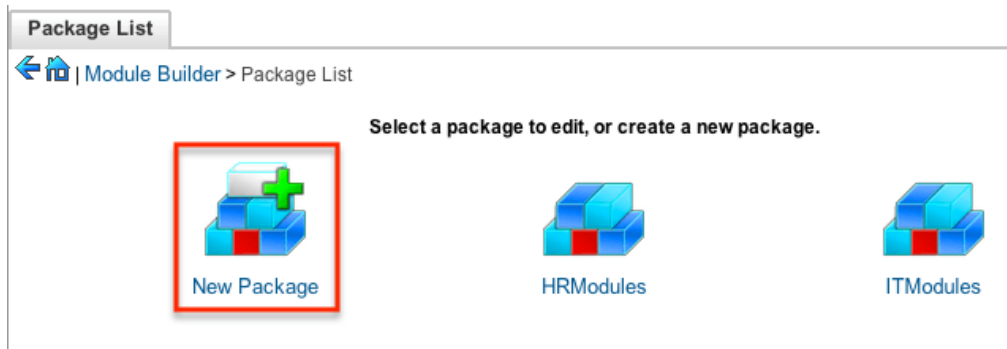 Package List
| Module Builder > Package List
Select a package to edit, or create a new package.
New Package HRModules ITModules